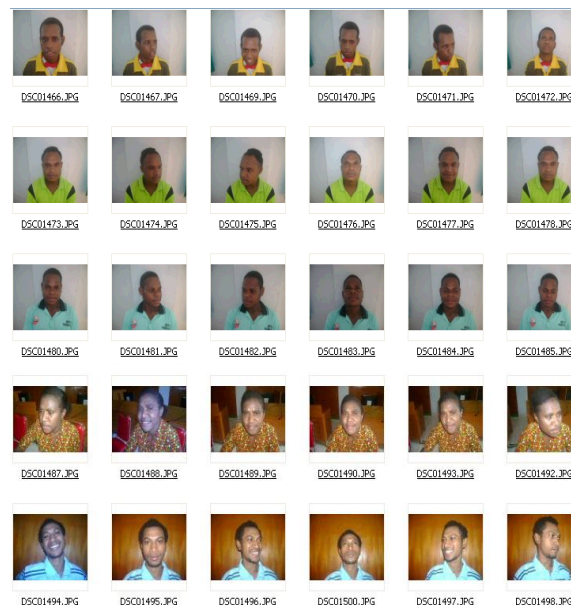 DSC01466.JPG DSC01467.JPG DSC01469.JPG DSC01470.JPG DSC01471.JPG DSC01472.JPG
DSC01473.JPG DSC01474.JPG DSC01475.JPG DSC01476.JPG DSC01477.JPG DSC01478.JPG
DSC01480.JPG DSC01481.JPG DSC01482.JPG DSC01483.JPG DSC01484.JPG DSC01485.JPG
DSC01487.JPG DSC01488.JPG DSC01489.JPG DSC01490.JPG DSC01493.JPG DSC01492.JPG
DSC01494.JPG DSC01495.JPG DSC01496.JPG DSC01500.JPG DSC01497.JPG DSC01498.JPG